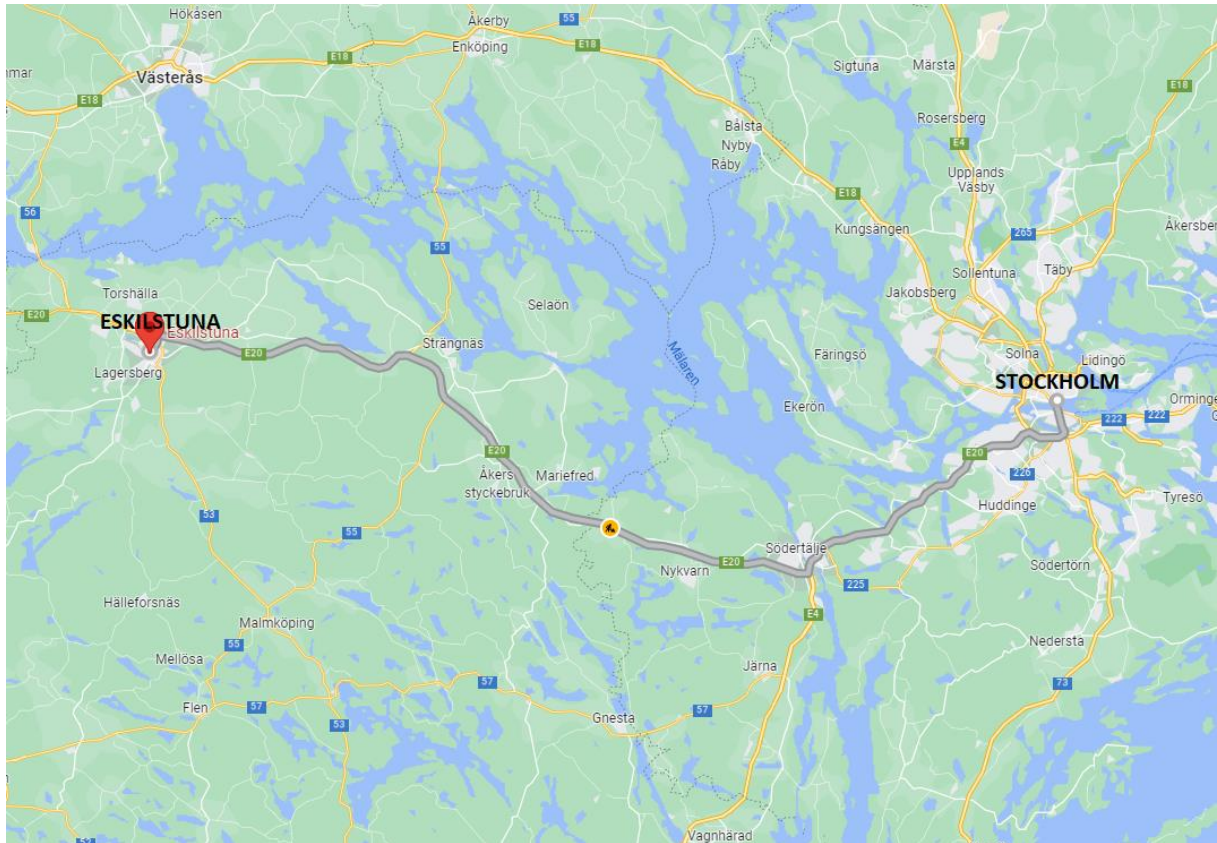 Hökåsen
Åkerby
55
Enköping
E18
Sigtuna
Märsta
Västerås
E18
E18
E18
Rosersberg
E4
Bålsta
Nyby
Råby
Upplands
Väsby
E18
56
55
265
Kungsängen
Åkersber
Täby
Sollentuna
Jakobsberg
Torshälla
Selaön
E20
ESKILSTUNA
Eskilstuna
Strängnäs
Mälaren
Färingsö
Solna
Lidingö
E20
Lagersberg
STOCKHOLM
Ekerön
Orminge
G
222
222
E20
E20
226
Åkers
styckebruk
Mariefred
Huddinge
Tyresö
53
55
Södertälje
Nykvarn
E20
225
Södertörn
Hälleforsnäs
E4
Malmköping
Nedersta
55
Mellösa
Järna
57
73
Flen
57
53
Gnesta
57
Vagnhärad
52